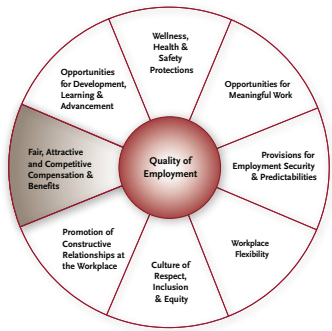 Wellness,
Health &
Safety
Protections
Opportunities for
Meaningful Work
Provisions for
Employment Security
& Predictabilities
Workplace
Flexibility
Culture of
Respect,
Inclusion
& Equity
Promotion of
Constructive
Relationships at
the Workplace
Fair, Attractive
and Competitive
Compensation &
Benefits
Opportunities
for Development,
Learning &
Advancement
Quality of
Employment